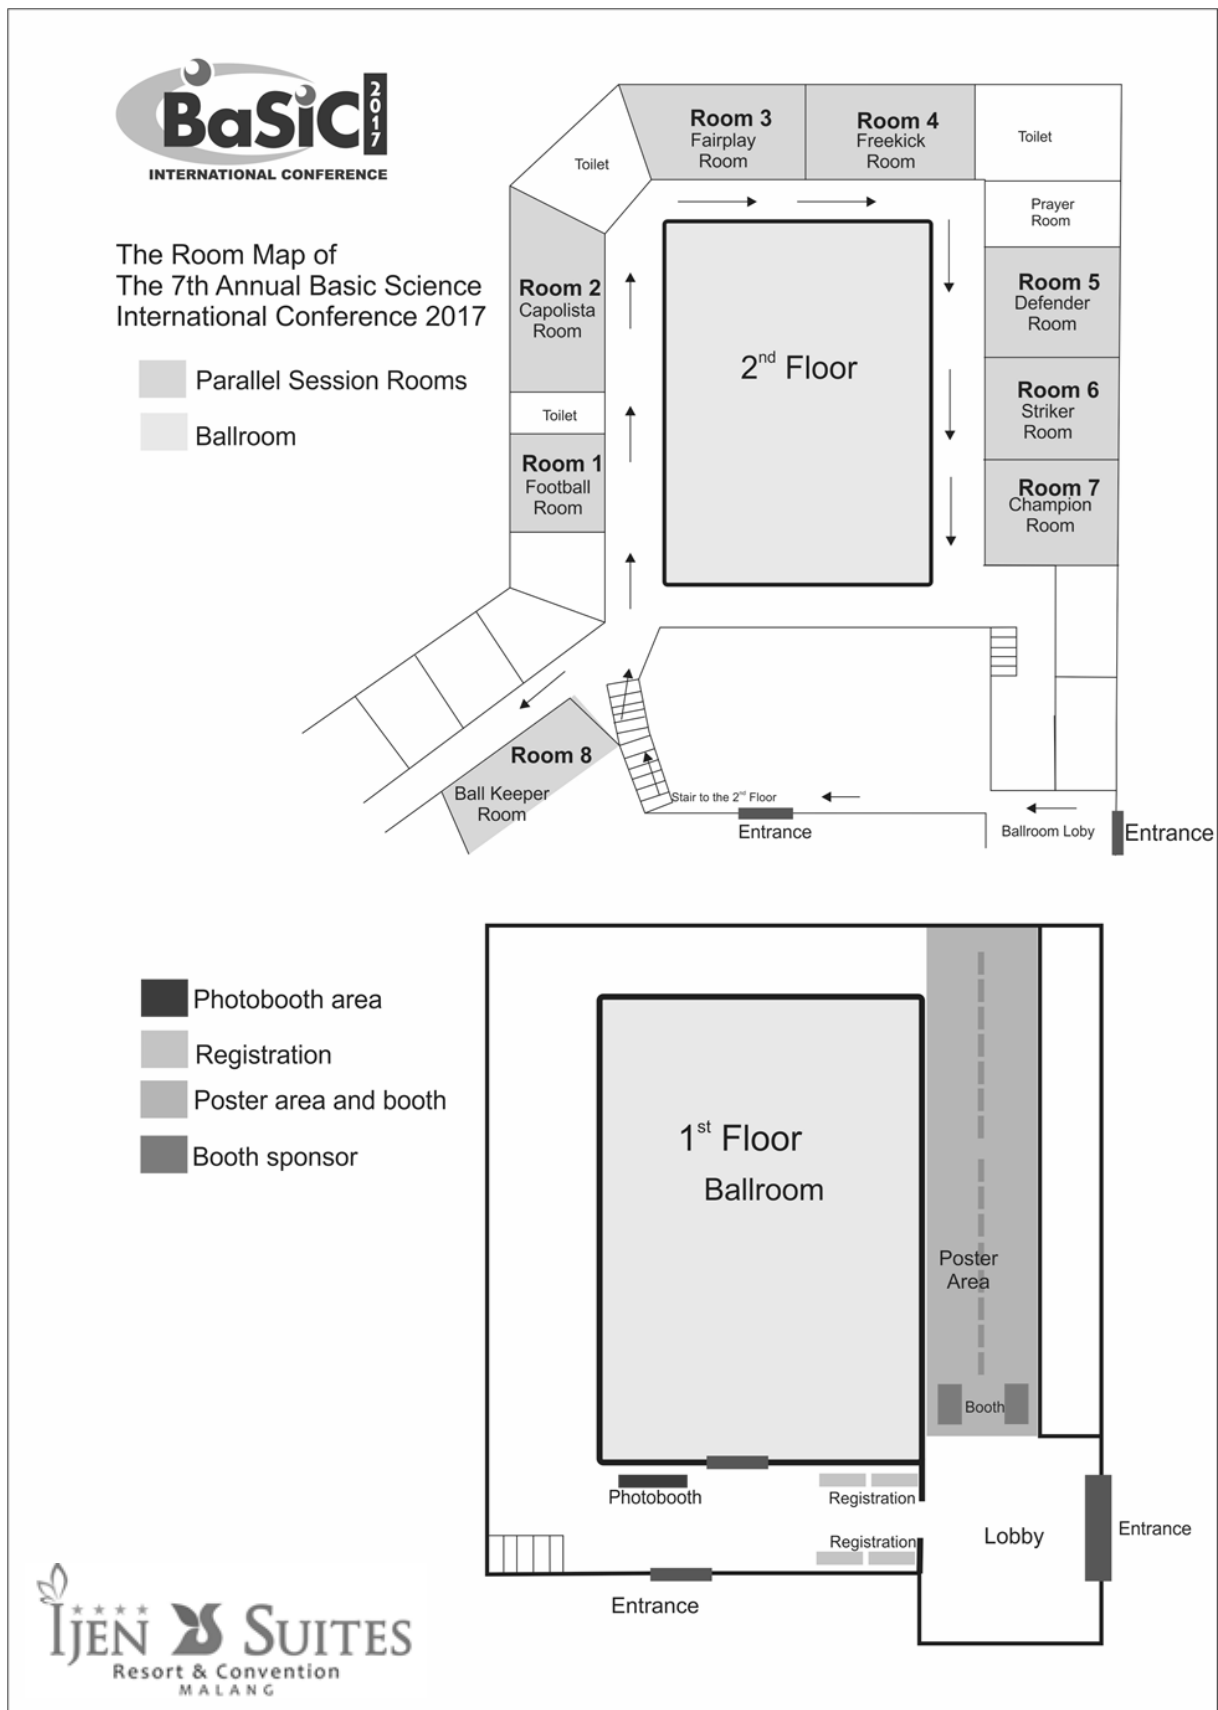 BaSiC 2017
INTERNATIONAL CONFERENCE
The Room Map of
The 7th Annual Basic Science
International Conference 2017
Parallel Session Rooms
Ballroom
Room 3
Fairplay
Room
Room 4
Freekick
Room
Toilet
Toilet
Prayer
Room
Room 2
Capolista
Room
Room 5
Defender
Room
2nd Floor
Room 6
Striker
Room
Toilet
Room 1
Football
Room
Room 7
Champion
Room
Room 8
Ball Keeper
Room
Stair to the 2nd Floor
Entrance
Ballroom Loby
Entrance
Photobooth area
Registration
Poster area and booth
Booth sponsor
1st Floor
Ballroom
Poster
Area
Booth
Photobooth
Registration
Registration
Lobby
Entrance
Entrance
IJEN SUITES
Resort & Convention
MALANG